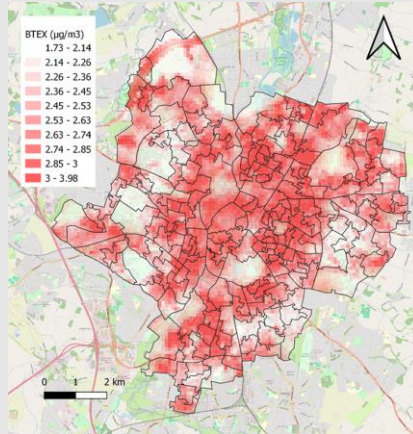 BTEX (µg/m3)
1.73 - 2.14
2.14 - 2.26
2.26 - 2.36
2.36 - 2.45
2.45 - 2.53
2.53 - 2.63
2.63 - 2.74
2.74 - 2.85
2.85 - 3
3 - 3.98
0 1 2 km